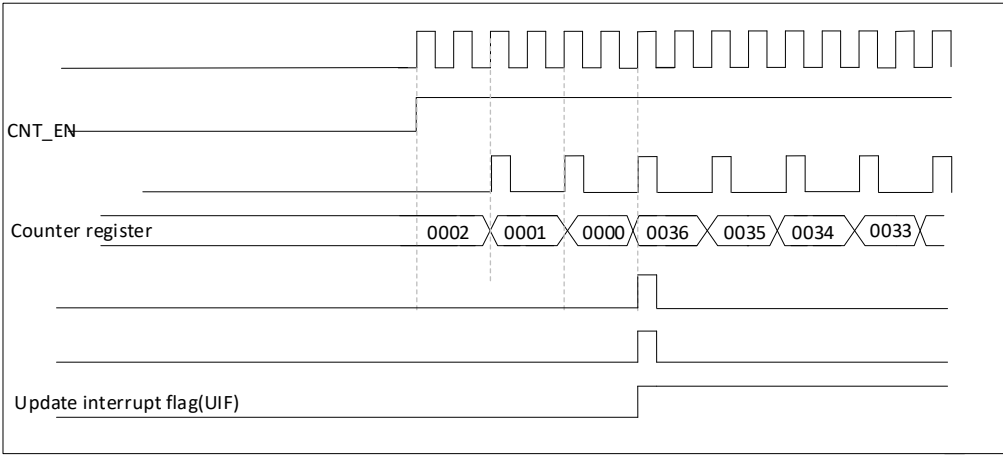 CNT_EN
Counter register
0002 0001 0000 0036 0035 0034 0033
Update interrupt flag(UIF)